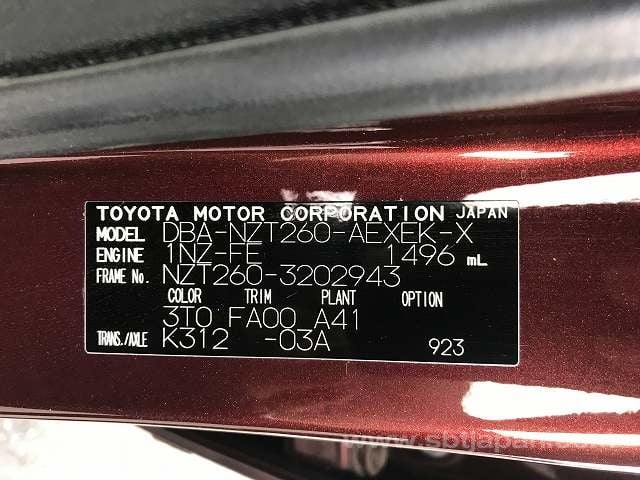 TOYOTA MOTOR CORPORATION JAPAN
MODEL DBA-NZT260-AEXEK-X
ENGINE 1NZ-FE 1496 mL
FRAME No. NZT260-3202943
COLOR TRIM PLANT OPTION
3T0 FA00 A41
TRANS./AXLE K312 -03A 923
www.sbtjapan.com